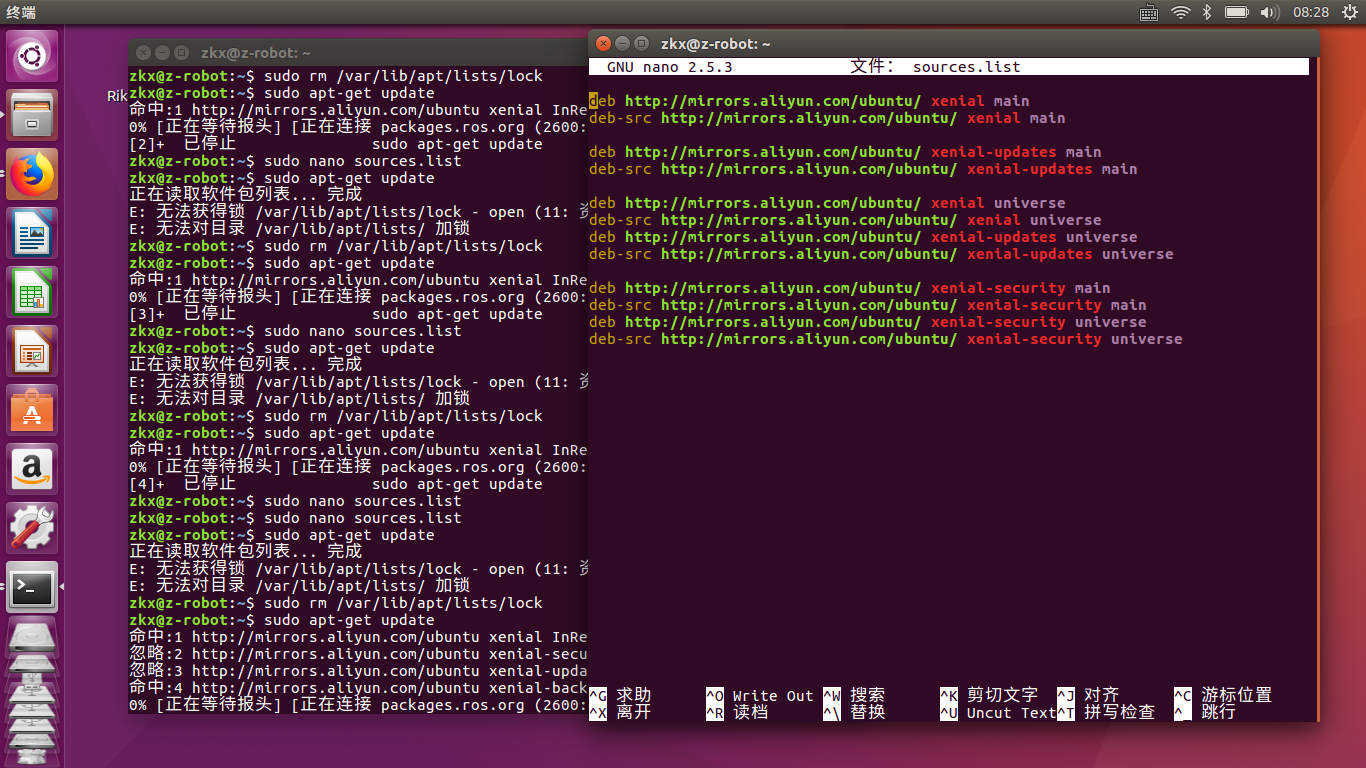 终端
08:28
Rik
zkx@z-robot: ~
zkx@z-robot:~$ sudo rm /var/lib/apt/lists/lock
zkx@z-robot:~$ sudo apt-get update
命中:1 http://mirrors.aliyun.com/ubuntu xenial InRe
0% [正在等待报头] [正在连接 packages.ros.org (2600:
[2]+  已停止               sudo apt-get update
zkx@z-robot:~$ sudo nano sources.list
zkx@z-robot:~$ sudo apt-get update
正在读取软件包列表... 完成
E: 无法获得锁 /var/lib/apt/lists/lock - open (11: 资
E: 无法对目录 /var/lib/apt/lists/ 加锁
zkx@z-robot:~$ sudo rm /var/lib/apt/lists/lock
zkx@z-robot:~$ sudo apt-get update
命中:1 http://mirrors.aliyun.com/ubuntu xenial InRe
0% [正在等待报头] [正在连接 packages.ros.org (2600:
[3]+  已停止               sudo apt-get update
zkx@z-robot:~$ sudo nano sources.list
zkx@z-robot:~$ sudo apt-get update
正在读取软件包列表... 完成
E: 无法获得锁 /var/lib/apt/lists/lock - open (11: 资
E: 无法对目录 /var/lib/apt/lists/ 加锁
zkx@z-robot:~$ sudo rm /var/lib/apt/lists/lock
zkx@z-robot:~$ sudo apt-get update
命中:1 http://mirrors.aliyun.com/ubuntu xenial InRe
0% [正在等待报头] [正在连接 packages.ros.org (2600:
[4]+  已停止               sudo apt-get update
zkx@z-robot:~$ sudo nano sources.list
zkx@z-robot:~$ sudo nano sources.list
zkx@z-robot:~$ sudo apt-get update
正在读取软件包列表... 完成
E: 无法获得锁 /var/lib/apt/lists/lock - open (11: 资
E: 无法对目录 /var/lib/apt/lists/ 加锁
zkx@z-robot:~$ sudo rm /var/lib/apt/lists/lock
zkx@z-robot:~$ sudo apt-get update
命中:1 http://mirrors.aliyun.com/ubuntu xenial InRe
忽略:2 http://mirrors.aliyun.com/ubuntu xenial-secu
忽略:3 http://mirrors.aliyun.com/ubuntu xenial-upda
命中:4 http://mirrors.aliyun.com/ubuntu xenial-back
0% [正在等待报头] [正在连接 packages.ros.org (2600:
zkx@z-robot: ~
GNU nano 2.5.3             文件： sources.list
deb http://mirrors.aliyun.com/ubuntu/ xenial main
deb-src http://mirrors.aliyun.com/ubuntu/ xenial main
deb http://mirrors.aliyun.com/ubuntu/ xenial-updates main
deb-src http://mirrors.aliyun.com/ubuntu/ xenial-updates main
deb http://mirrors.aliyun.com/ubuntu/ xenial universe
deb-src http://mirrors.aliyun.com/ubuntu/ xenial universe
deb http://mirrors.aliyun.com/ubuntu/ xenial-updates universe
deb-src http://mirrors.aliyun.com/ubuntu/ xenial-updates universe
deb http://mirrors.aliyun.com/ubuntu/ xenial-security main
deb-src http://mirrors.aliyun.com/ubuntu/ xenial-security main
deb http://mirrors.aliyun.com/ubuntu/ xenial-security universe
deb-src http://mirrors.aliyun.com/ubuntu/ xenial-security universe
^G 求助 ^O Write Out ^W 搜索 ^K 剪切文字 ^J 对齐 ^C 游标位置
^X 离开 ^R 读档 ^\ 替换 ^U Uncut Text ^T 拼写检查 ^_ 跳行